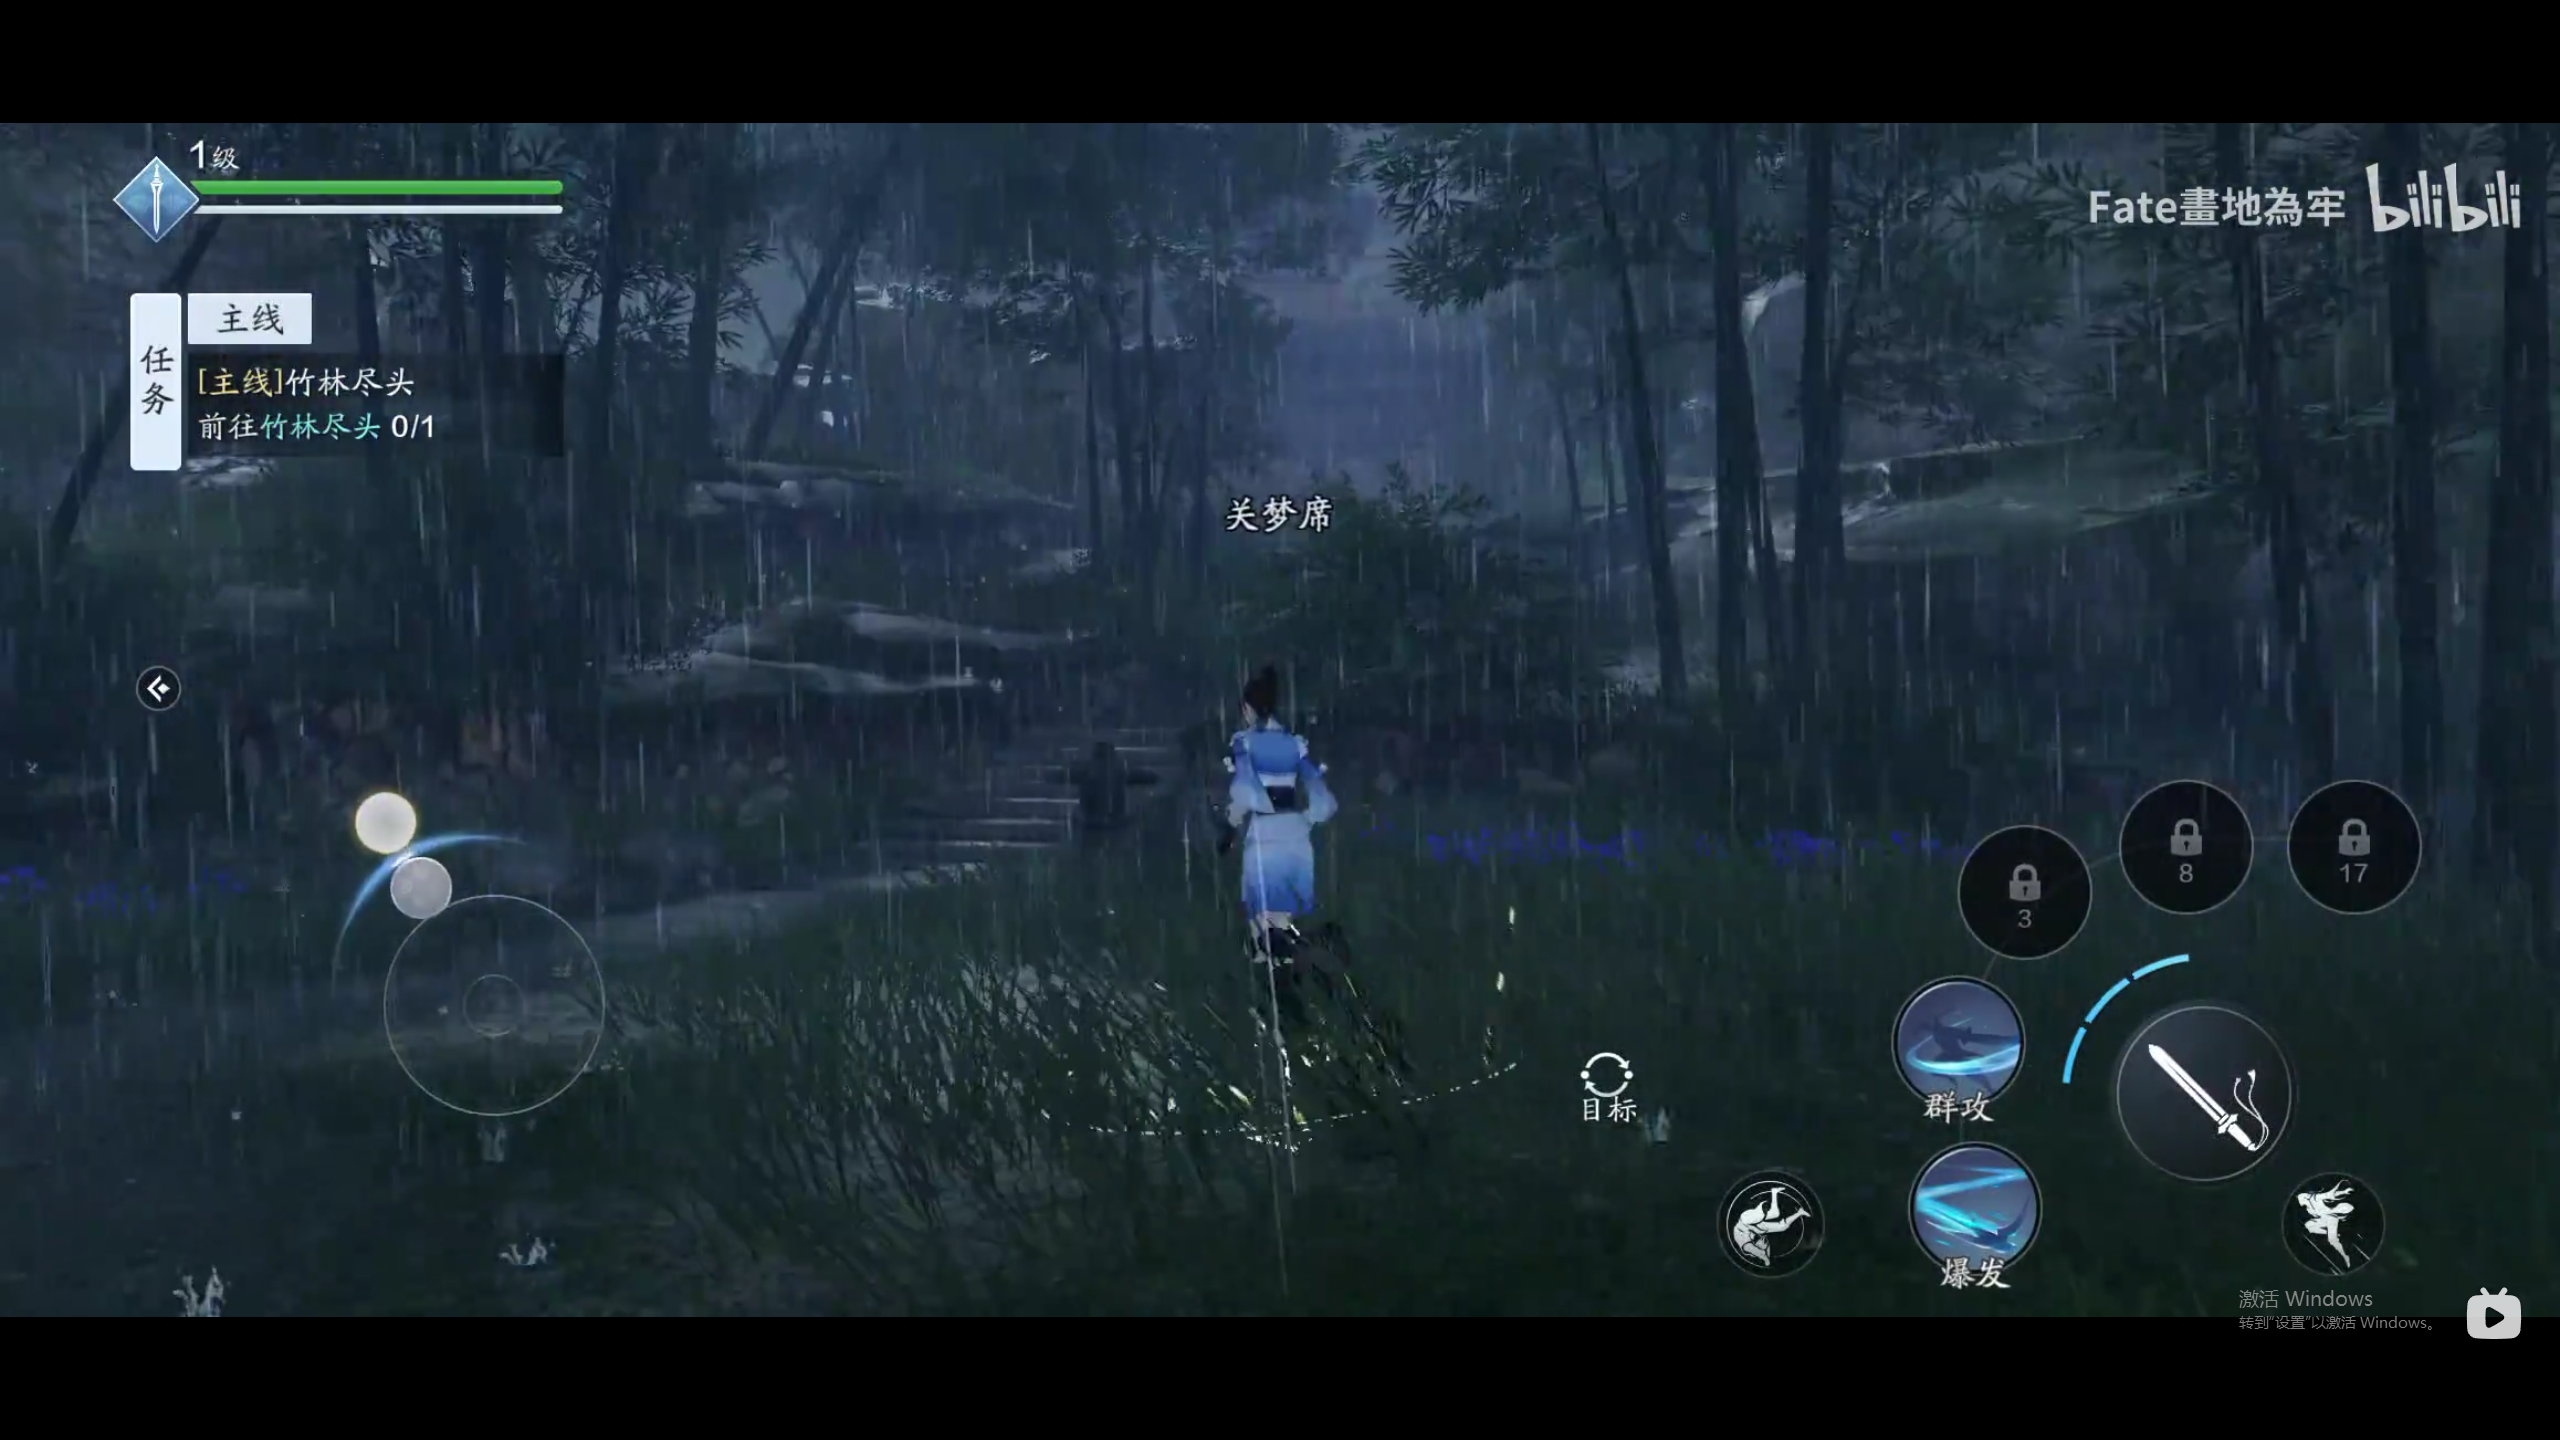 1级
Fate畫地為牢 bilibili
任务
主线
[主线]竹林尽头
前往竹林尽头 0/1
关梦席
3
8
17
目标
群攻
爆发
激活 Windows
转到“设置”以激活 Windows。